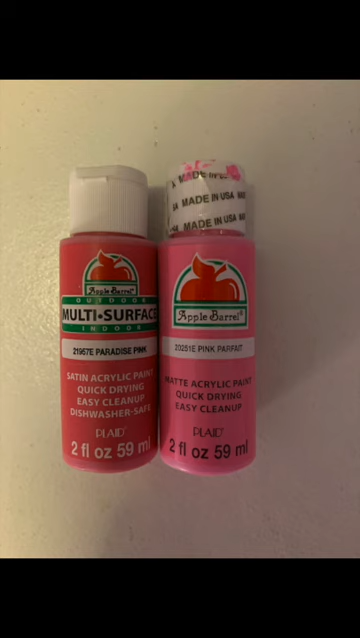 Apple Barrel®
OUTDOOR
MULTI•SURFACE
INDOOR
21957E PARADISE PINK
SATIN ACRYLIC PAINT
QUICK DRYING
EASY CLEANUP
DISHWASHER-SAFE
PLAID®
2 fl oz 59 ml
MADE IN
MADE IN USA
MADE IN USA
Apple Barrel®
20251E PINK PARFAIT
MATTE ACRYLIC PAINT
QUICK DRYING
EASY CLEANUP
PLAID®
2 fl oz 59 ml